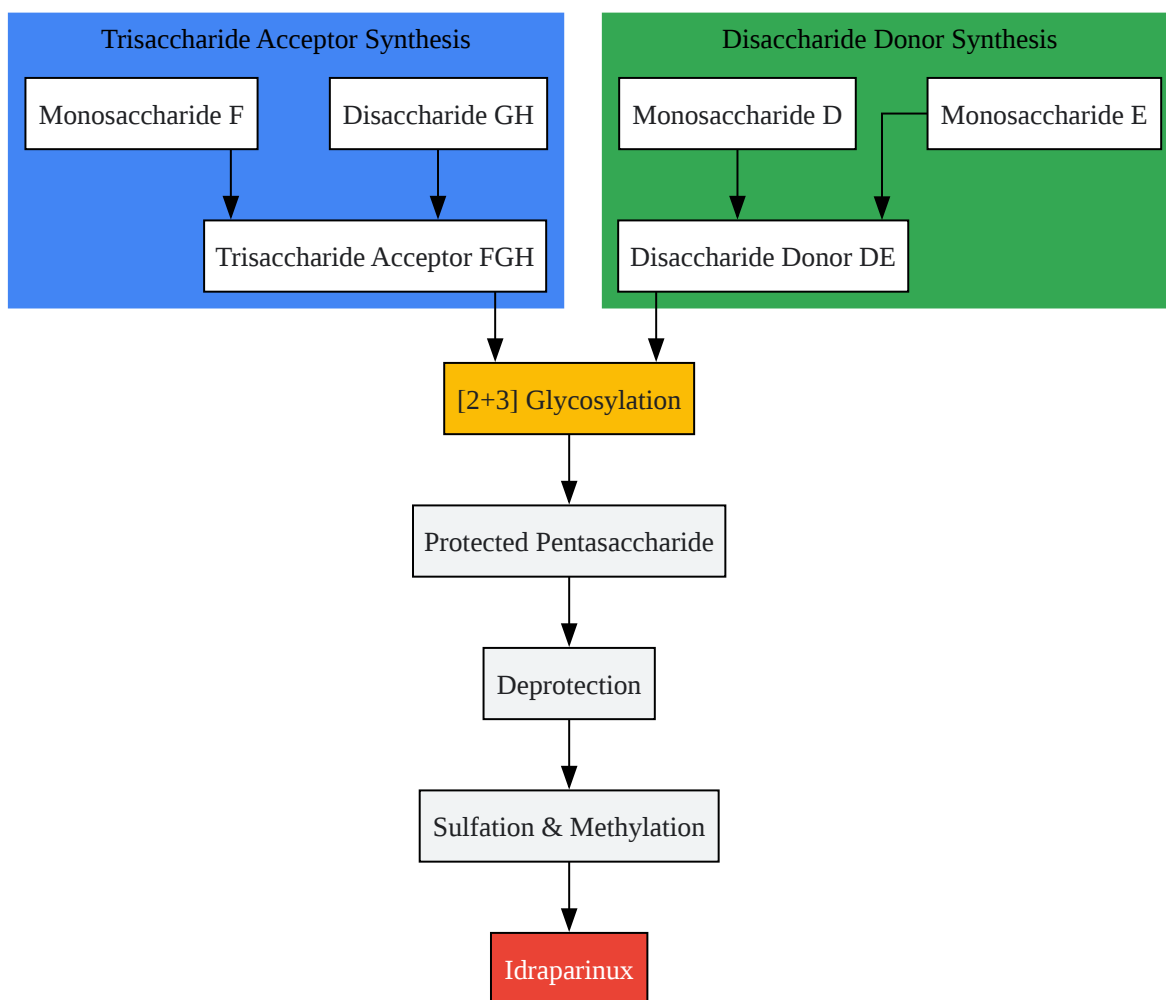 Trisaccharide Acceptor Synthesis
Disaccharide Donor Synthesis
Monosaccharide F
Disaccharide GH
Monosaccharide D
Monosaccharide E
Trisaccharide Acceptor FGH
Disaccharide Donor DE
[2+3] Glycosylation
Protected Pentasaccharide
Deprotection
Sulfation & Methylation
Idraparinux